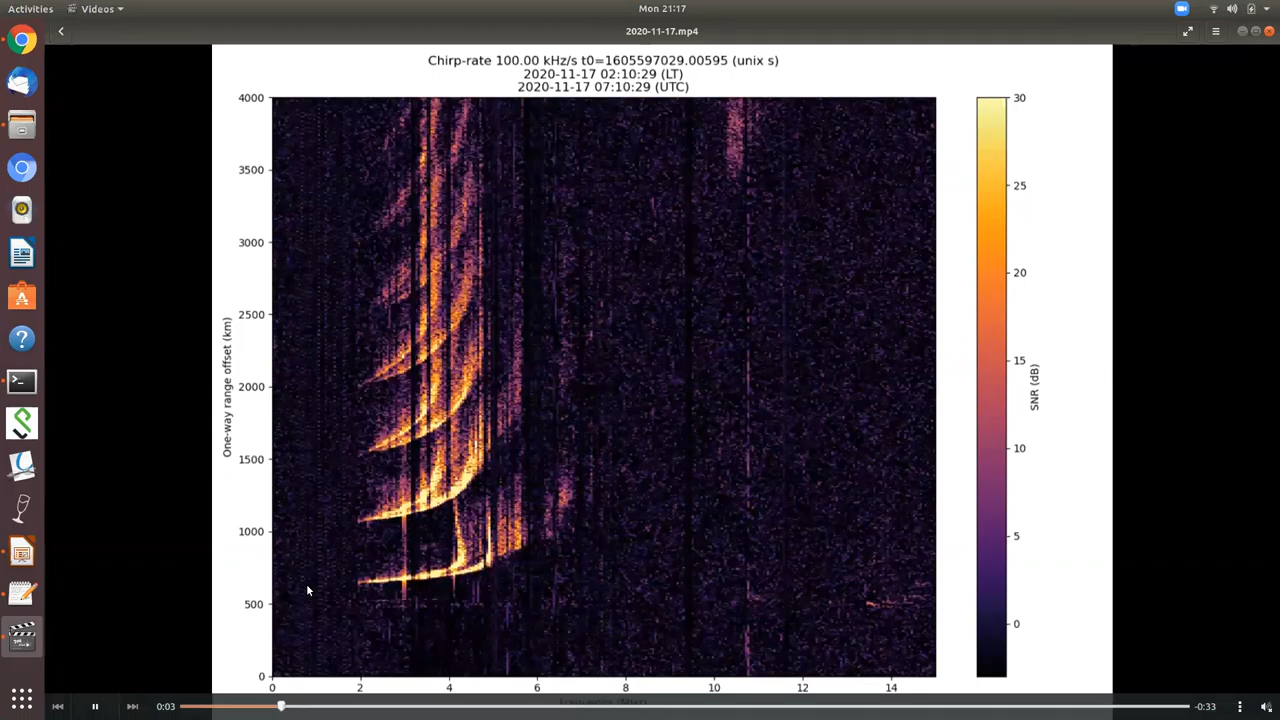 Activities
Videos
Mon 21:17
2020-11-17.mp4
Chirp-rate 100.00 kHz/s t0=1605597029.00595 (unix s)
2020-11-17 02:10:29 (LT)
2020-11-17 07:10:29 (UTC)
4000
3500
3000
2500
2000
1500
1000
500
0
One-way range offset (km)
0
2
4
6
8
10
12
14
30
25
20
15
10
5
0
SNR (dB)
0:03
-0:33